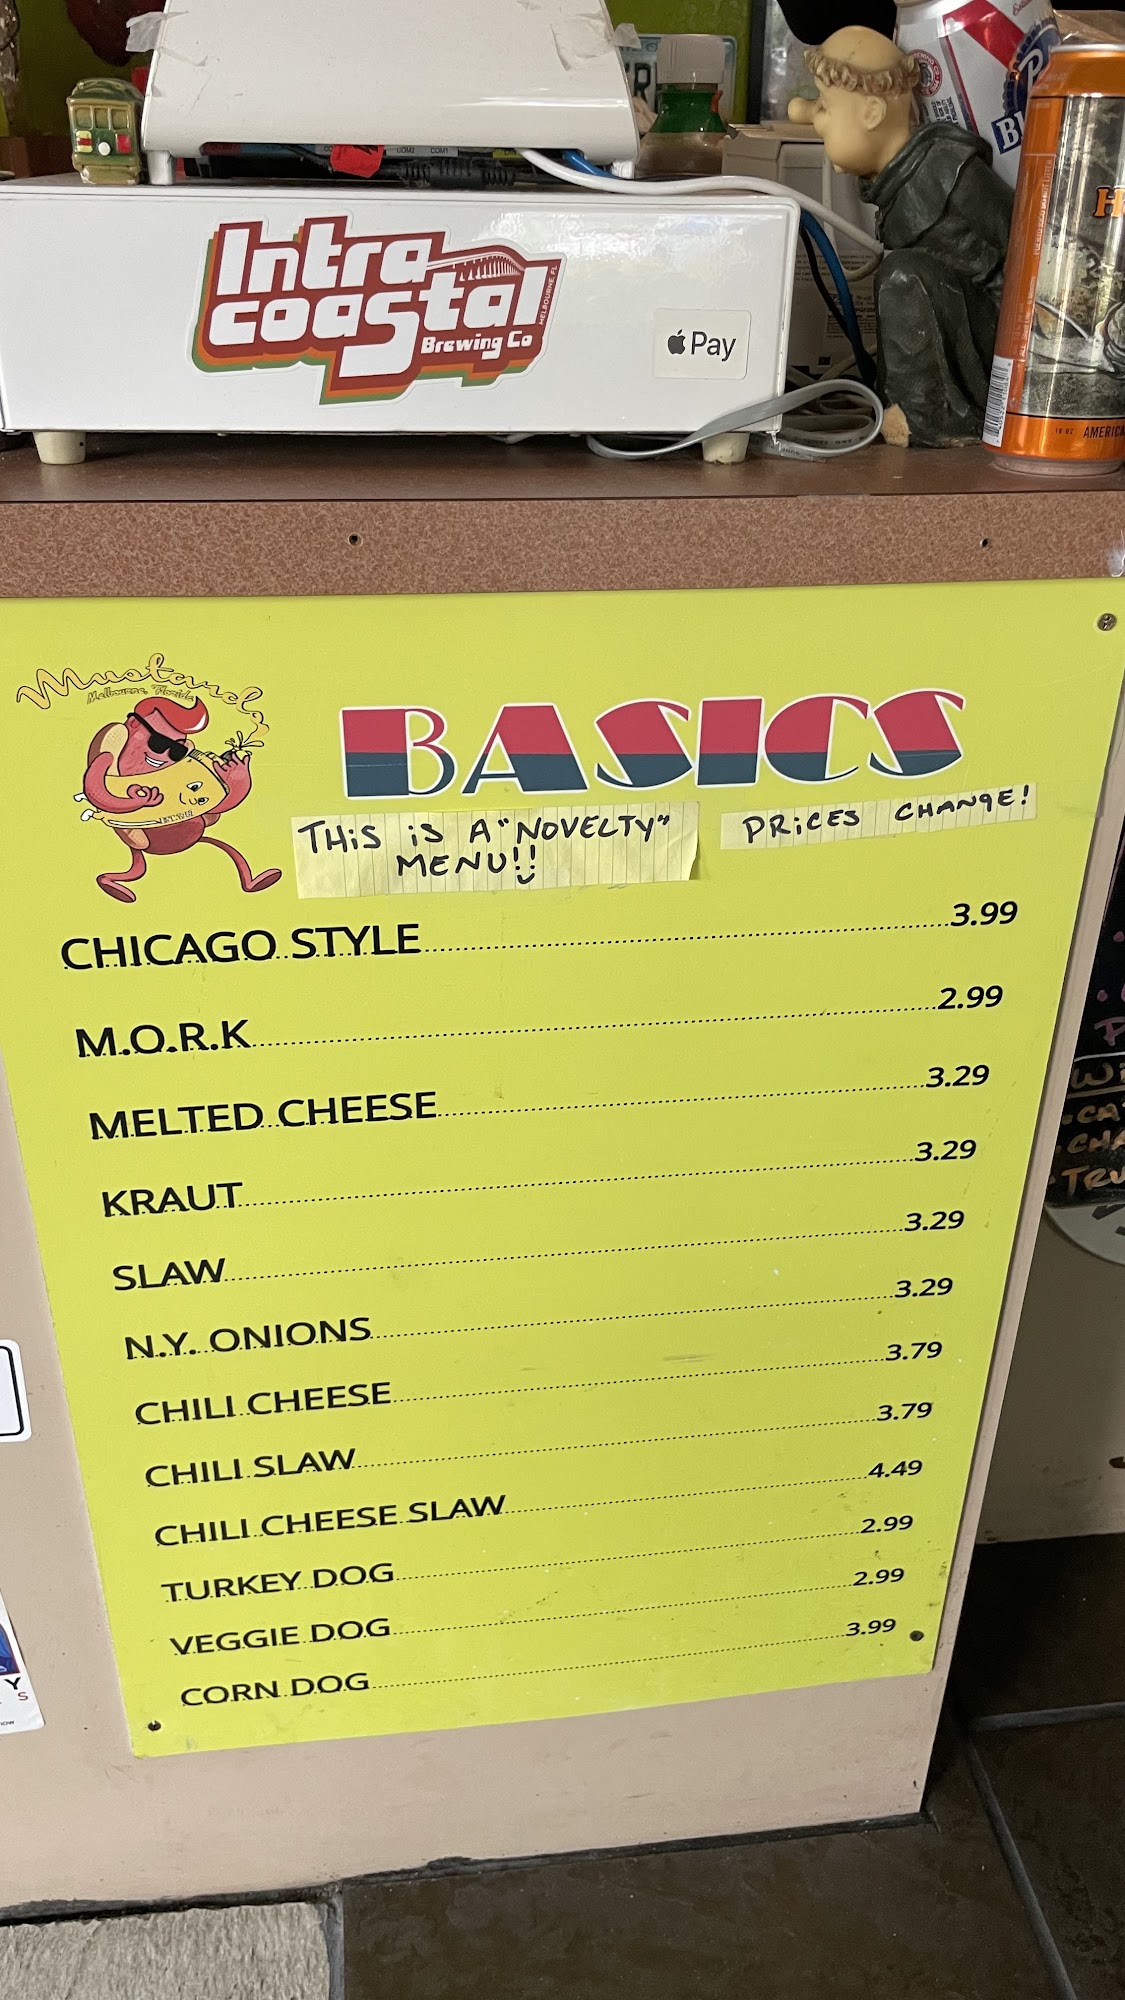 COM2 COM1
Intra
coastal
Brewing Co
MELBOURNE FL
Pay
AMERICA
Mustard's
Melbourne, Florida
BASICS
THIS IS A "NOVELTY"
MENU!!
PRICES CHANGE!
CHICAGO STYLE 3.99
M.O.R.K 2.99
MELTED CHEESE 3.29
KRAUT 3.29
SLAW 3.29
N.Y. ONIONS 3.29
CHILI CHEESE 3.79
CHILI SLAW 3.79
CHILI CHEESE SLAW 4.49
TURKEY DOG 2.99
VEGGIE DOG 2.99
CORN DOG 3.99